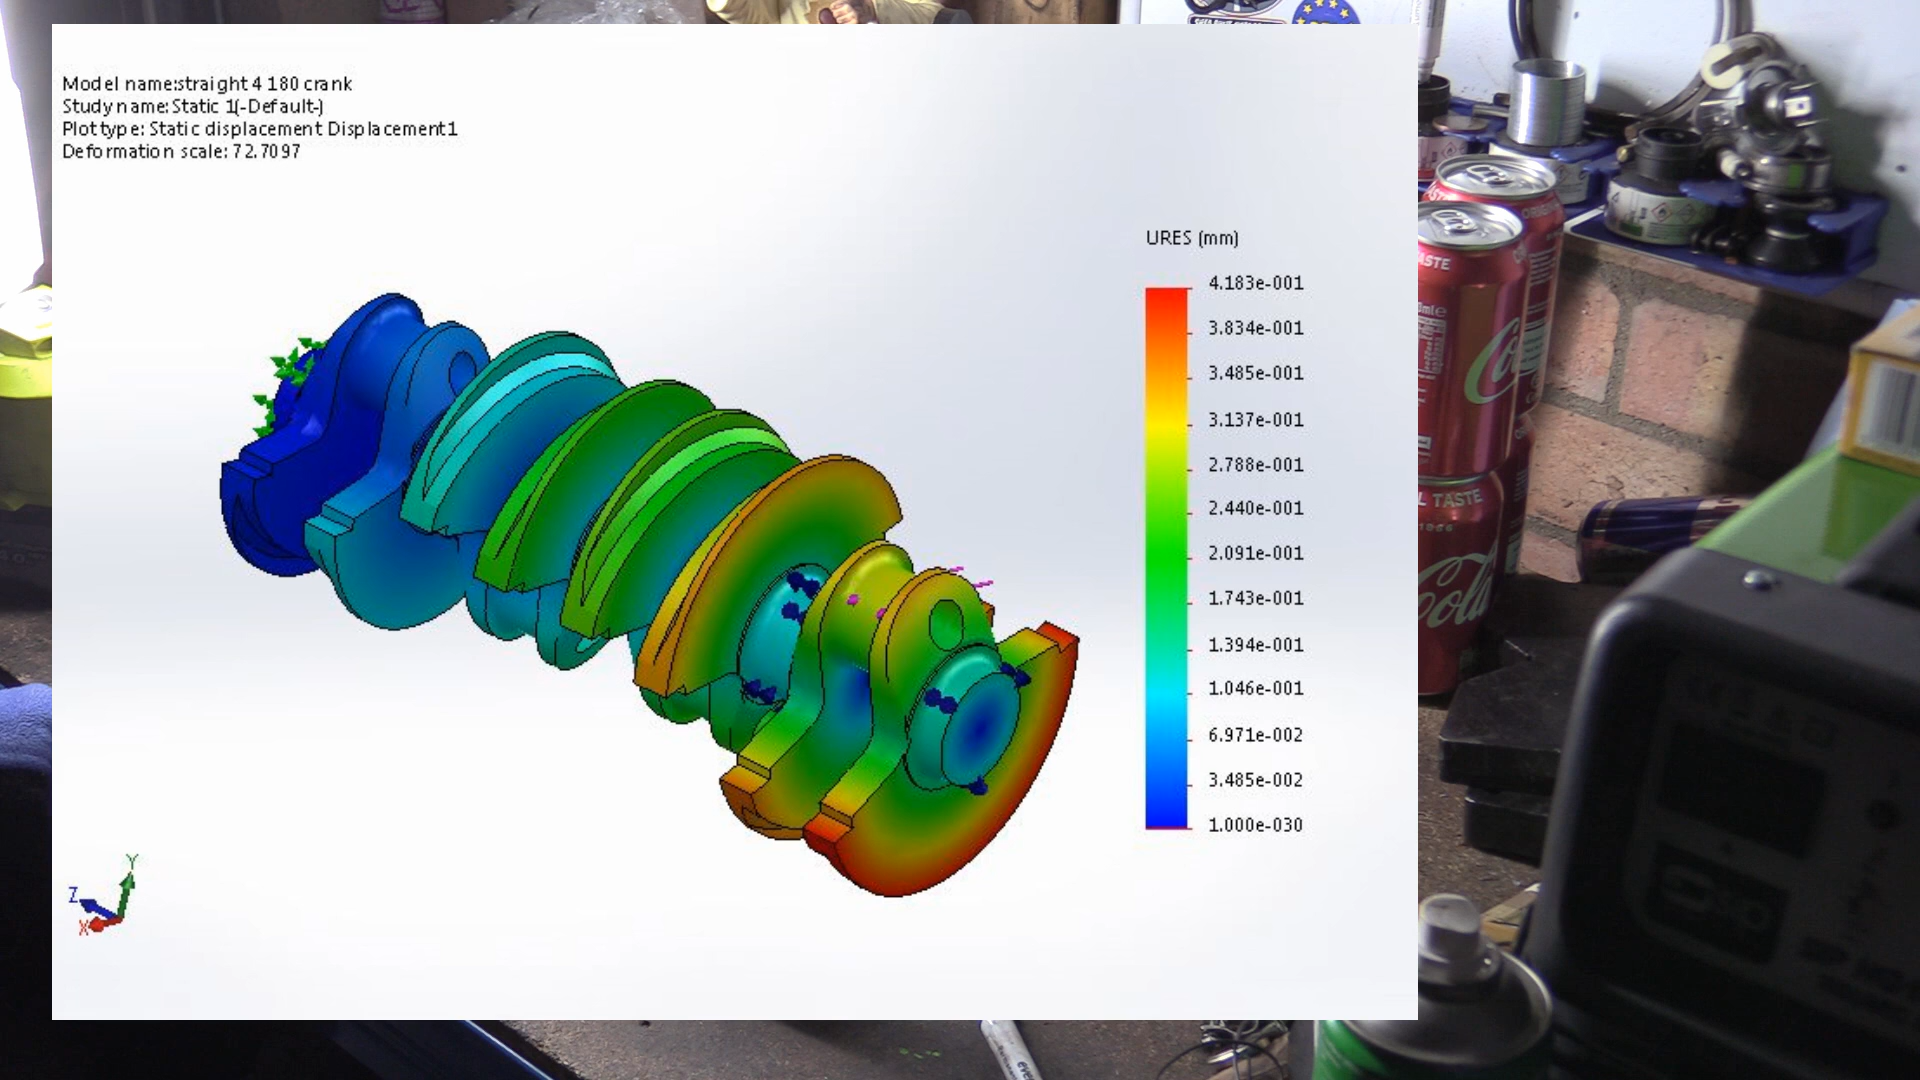 Model name:straight 4 180 crank
Study name: Static 1(-Default-)
Plot type: Static displacement Displacement1
Deformation scale: 72.7097
URES (mm)
4.183e-001
3.834e-001
3.485e-001
3.137e-001
2.788e-001
2.440e-001
2.091e-001
1.743e-001
1.394e-001
1.046e-001
6.971e-002
3.485e-002
1.000e-030
Y
Z
X
ASTE
L TASTE